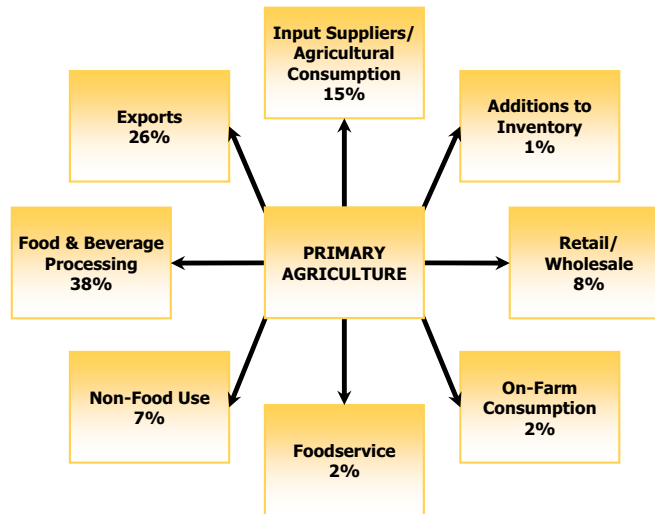 Input Suppliers/
Agricultural
Consumption
15%
Exports
26%
Additions to
Inventory
1%
Food & Beverage
Processing
38%
PRIMARY
AGRICULTURE
Retail/
Wholesale
8%
Non-Food Use
7%
Foodservice
2%
On-Farm
Consumption
2%